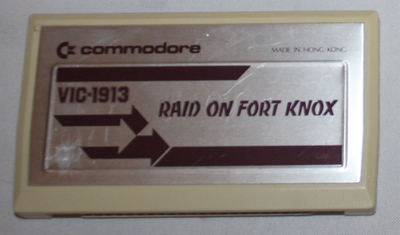 commodore
MADE IN HONG KONG
VIC-1913
RAID ON FORT KNOX